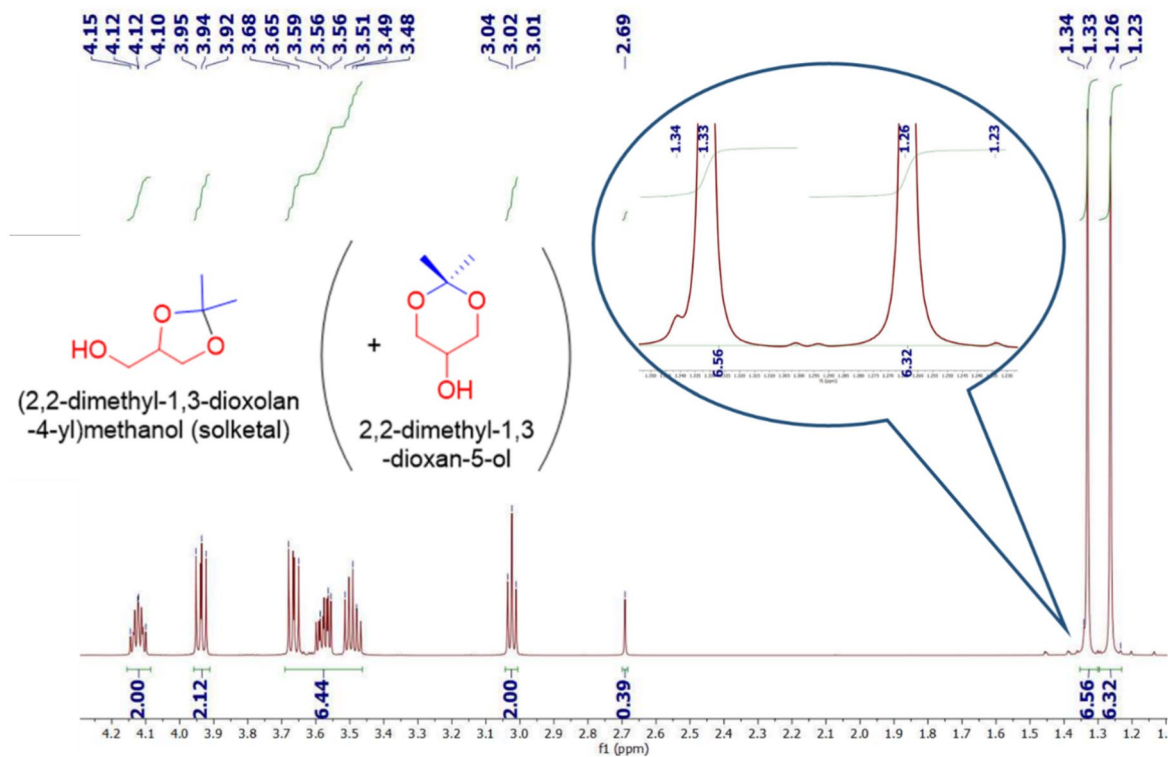 4.15 4.12 4.12 4.10 3.95 3.94 3.92 3.68 3.65 3.59 3.56 3.56 3.51 3.49 3.48 3.04 3.02 3.01 2.69 1.34 1.33 1.26 1.23
1.34 1.33 1.26 1.23
6.56 6.32
f1 (ppm)
O
O
HO
(2,2-dimethyl-1,3-dioxolan
-4-yl)methanol (solketal)
+
O O
OH
2,2-dimethyl-1,3
-dioxan-5-ol
2.00 2.12 6.44 2.00 0.39 6.56 6.32
4.2 4.1 4.0 3.9 3.8 3.7 3.6 3.5 3.4 3.3 3.2 3.1 3.0 2.9 2.8 2.7 2.6 2.5 2.4 2.3 2.2 2.1 2.0 1.9 1.8 1.7 1.6 1.5 1.4 1.3 1.2 1.
f1 (ppm)